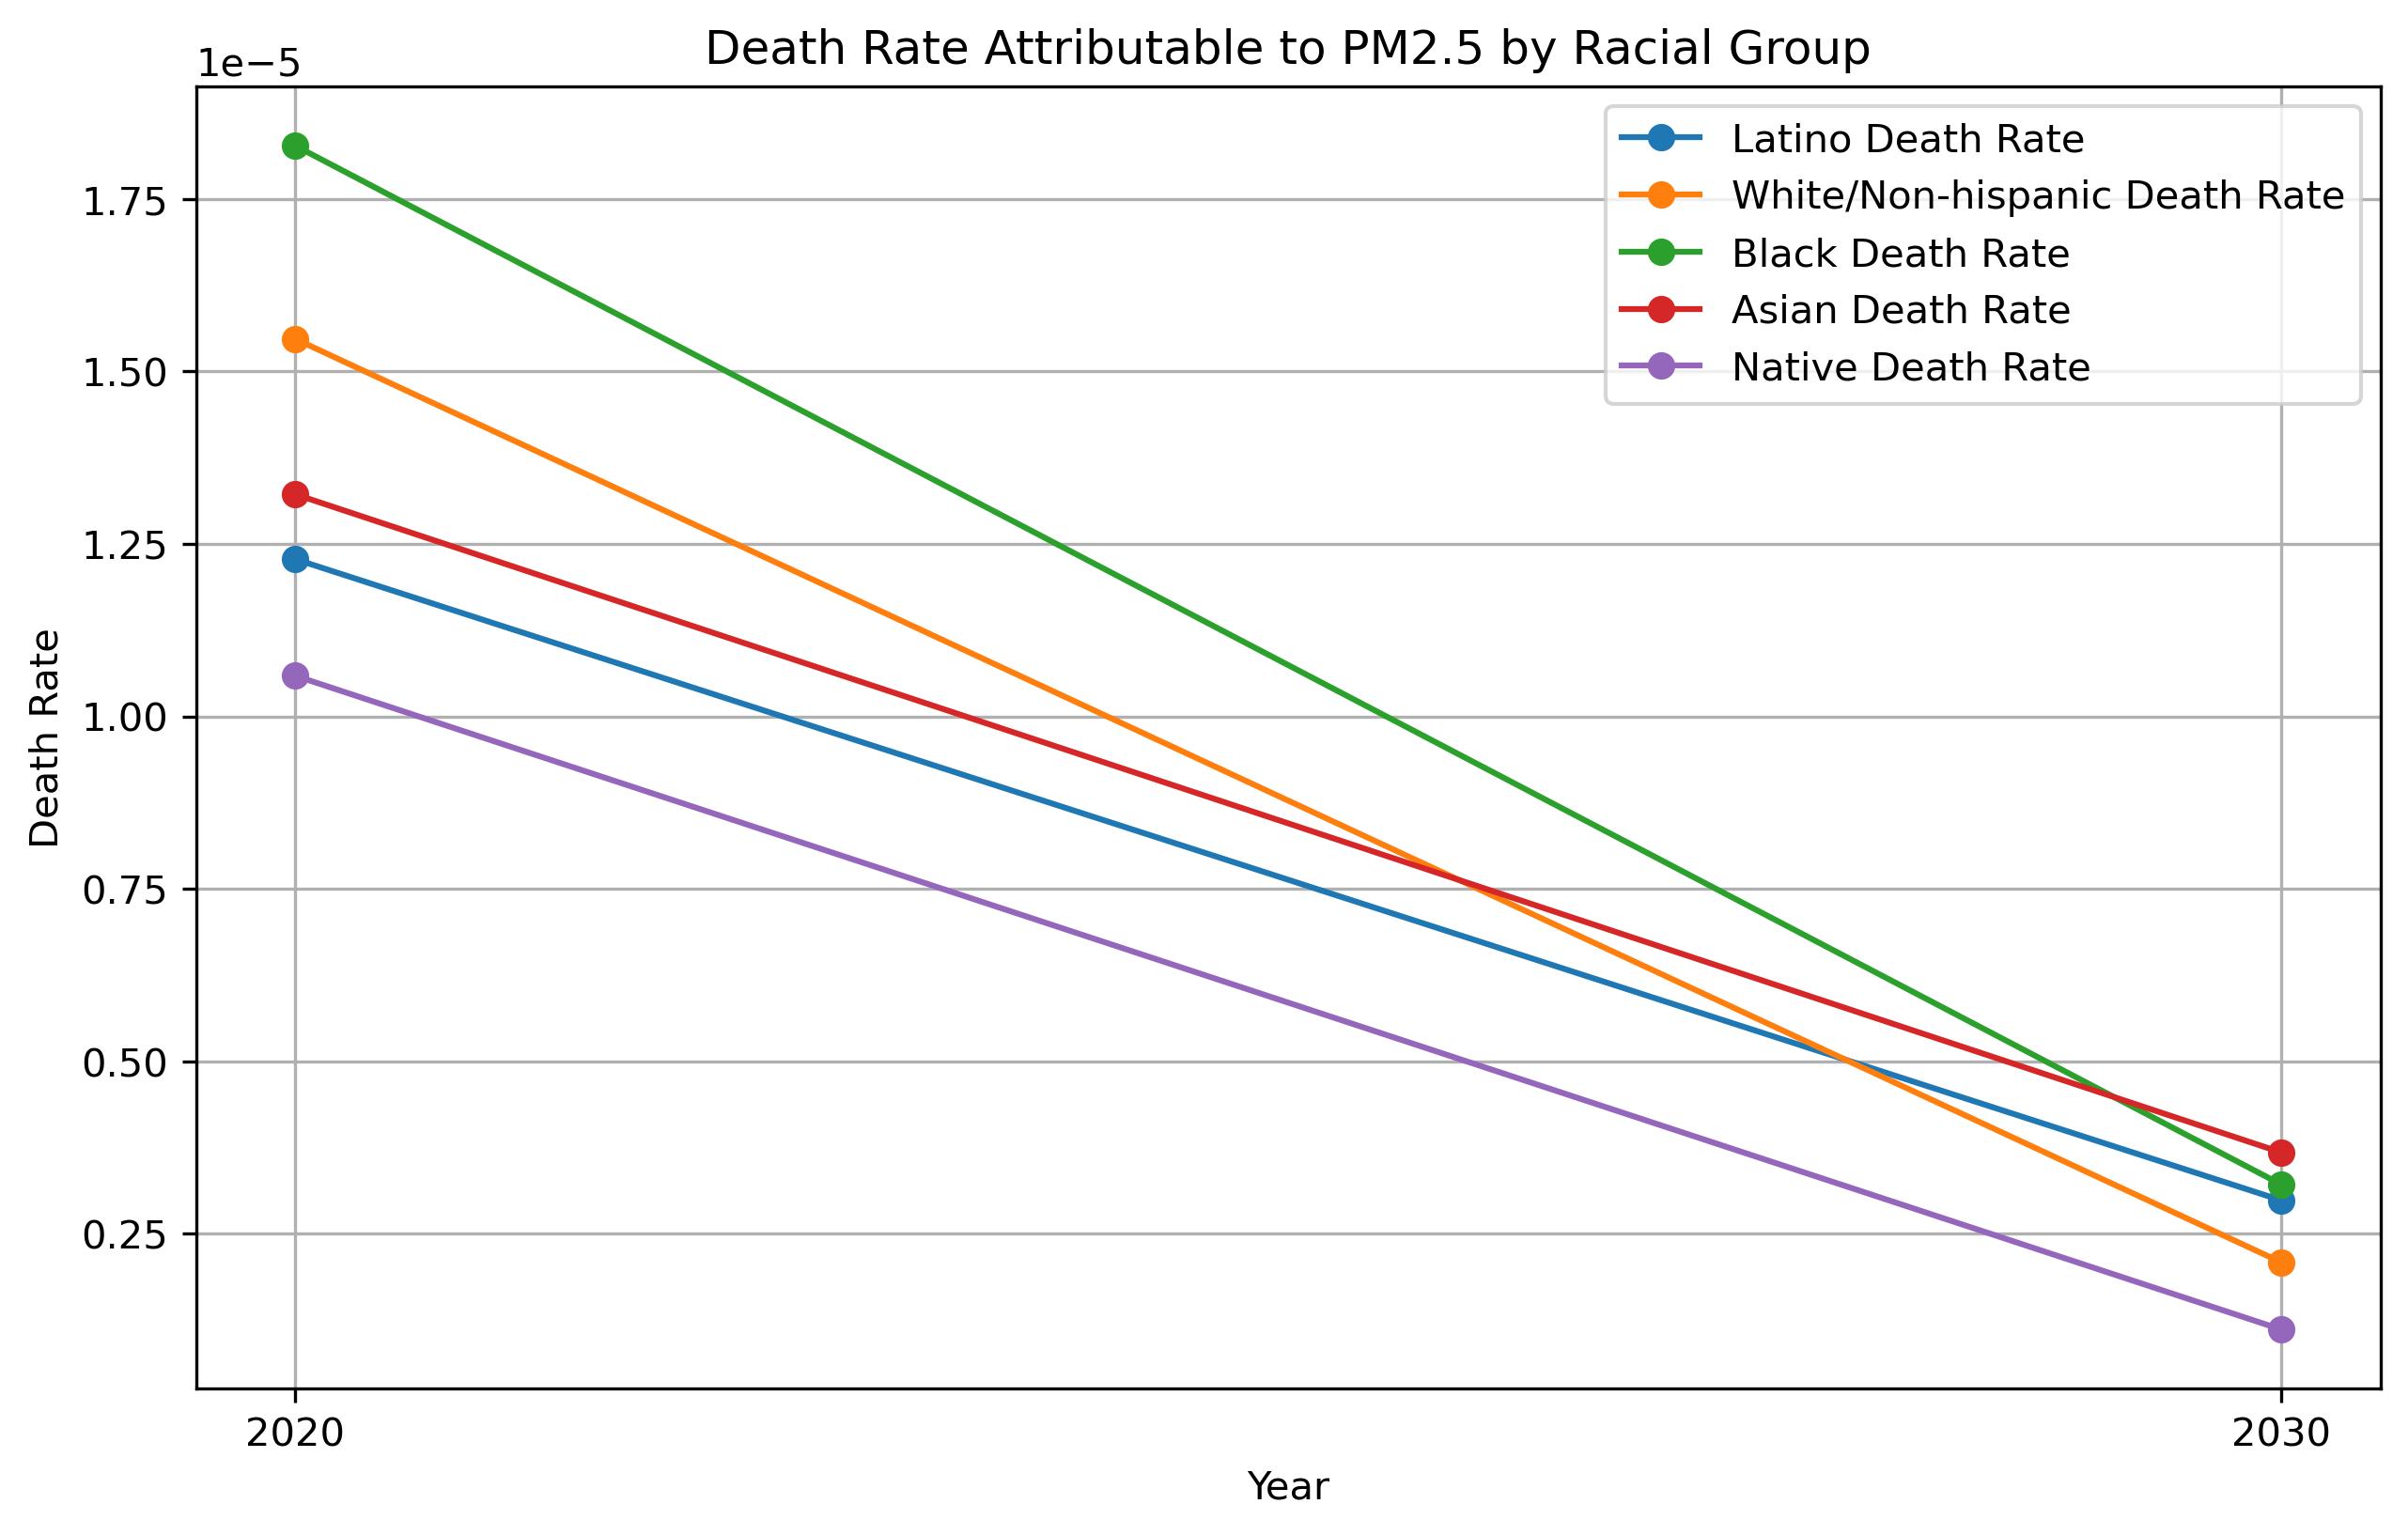 Death Rate Attributable to PM2.5 by Racial Group
1e−5
1.75
1.50
1.25
1.00
0.75
0.50
0.25
Death Rate
Latino Death Rate
White/Non-hispanic Death Rate
Black Death Rate
Asian Death Rate
Native Death Rate
2020
2030
Year